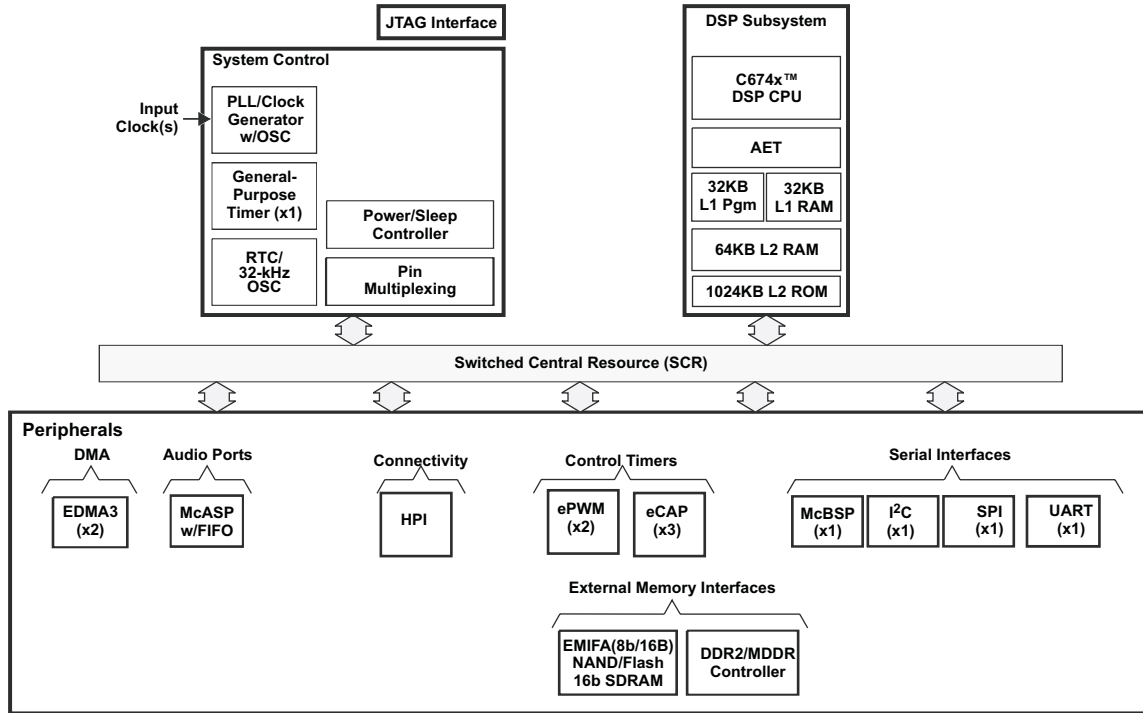 JTAG Interface
System Control
Input
Clock(s)
PLL/Clock
Generator
w/OSC
General-
Purpose
Timer (x1)
RTC/
32-kHz
OSC
Power/Sleep
Controller
Pin
Multiplexing
DSP Subsystem
C674x™
DSP CPU
AET
32KB
L1 Pgm
32KB
L1 RAM
64KB L2 RAM
1024KB L2 ROM
Switched Central Resource (SCR)
Peripherals
DMA
EDMA3
(x2)
Audio Ports
McASP
w/FIFO
Connectivity
HPI
Control Timers
ePWM
(x2)
eCAP
(x3)
Serial Interfaces
McBSP
(x1)
I²C
(x1)
SPI
(x1)
UART
(x1)
External Memory Interfaces
EMIFA(8b/16B)
NAND/Flash
16b SDRAM
DDR2/MDDR
Controller